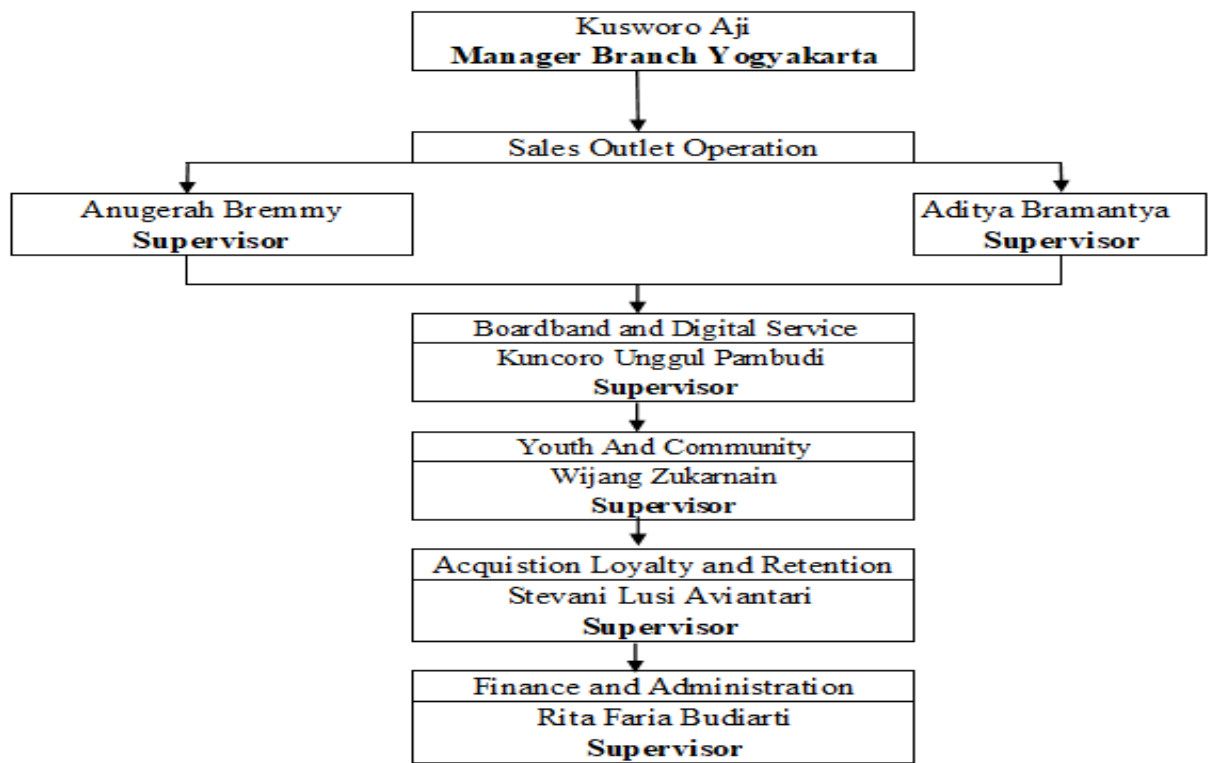 Kusworo Aji
Manager Branch Yogyakarta
Sales Outlet Operation
Anugerah Bremmy
Supervisor
Aditya Bramantya
Supervisor
Boardband and Digital Service
Kuncoro Unggul Pambudi
Supervisor
Youth And Community
Wijang Zukarnain
Supervisor
Acquistion Loyalty and Retention
Stevani Lusi Aviantari
Supervisor
Finance and Administration
Rita Faria Budiarti
Supervisor